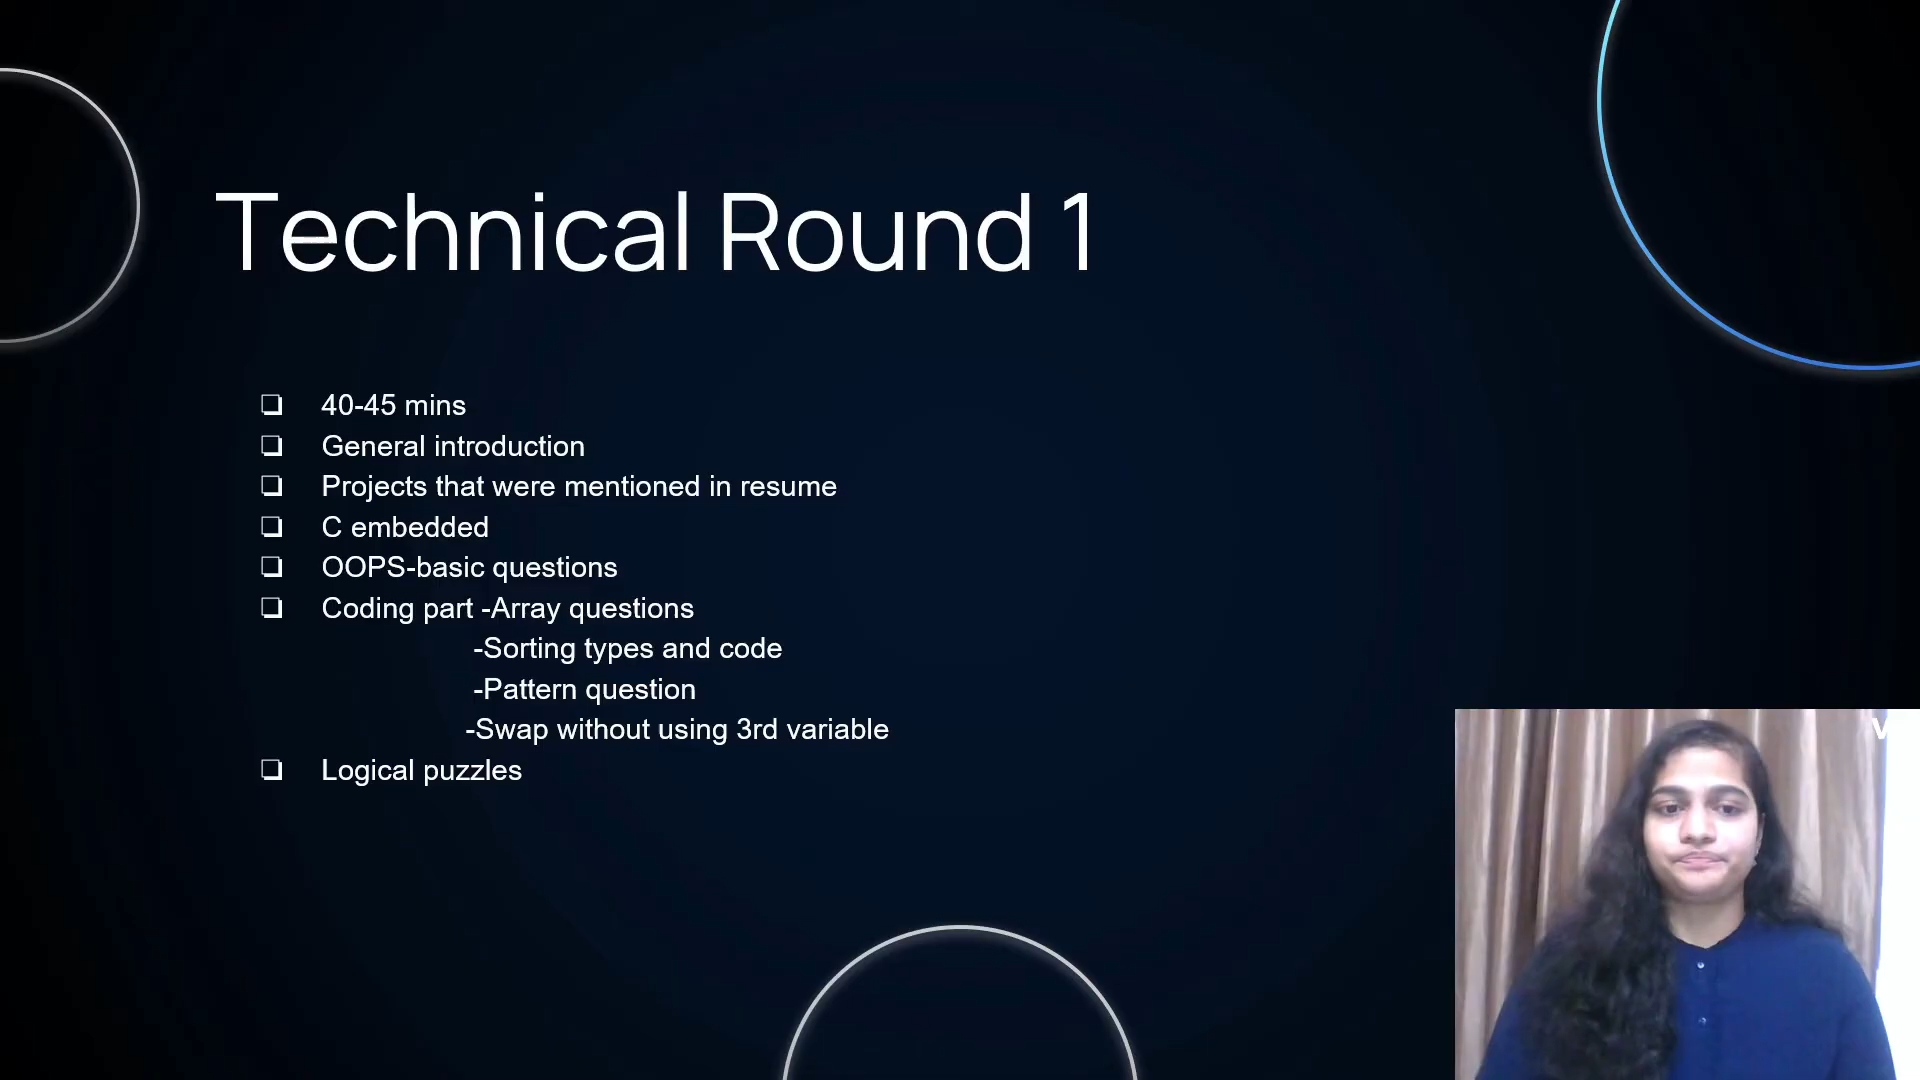 Technical Round 1
❏ 40-45 mins
❏ General introduction
❏ Projects that were mentioned in resume
❏ C embedded
❏ OOPS-basic questions
❏ Coding part -Array questions
-Sorting types and code
-Pattern question
-Swap without using 3rd variable
❏ Logical puzzles